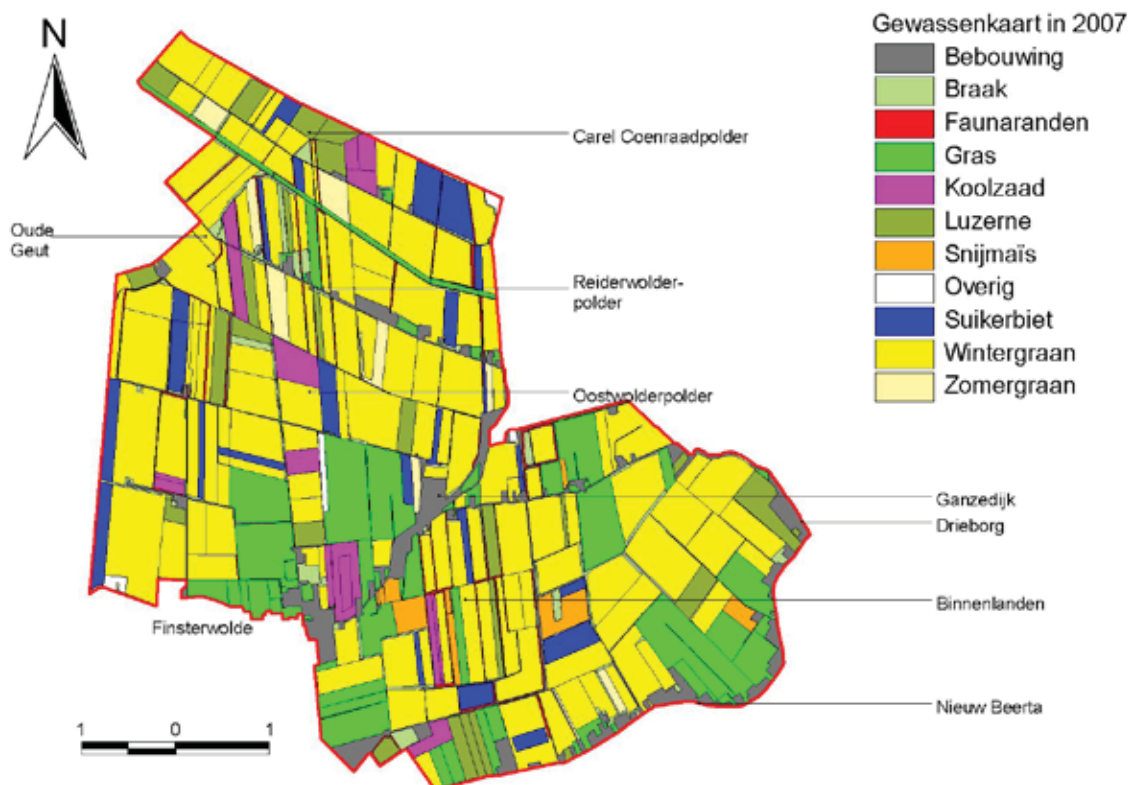 N
Gewassenkaart in 2007
Bebouwing
Braak
Faunaranden
Gras
Koolzaad
Luzerne
Snijmaïs
Overig
Suikerbiet
Wintergraan
Zomergraan
Carel Coenraadpolder
Oude
Geut
Reiderwolder-
polder
Oostwolderpolder
Ganzedijk
Drieborg
Binnenlanden
Finsterwolde
Nieuw Beerta
1 0 1